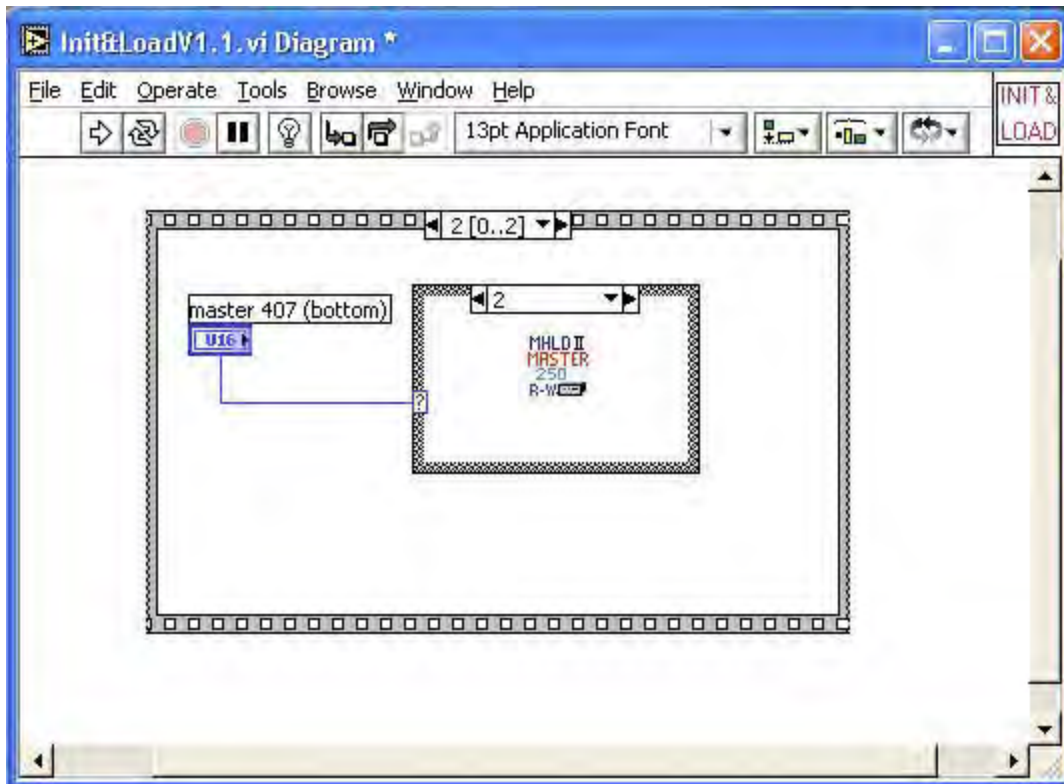 Init&LoadV1.1.vi Diagram *
File Edit Operate Tools Browse Window Help
INIT &
LOAD
13pt Application Font
2 [0..2]
master 407 (bottom)
U16
2
MHLD II
MASTER
250
R-W
?